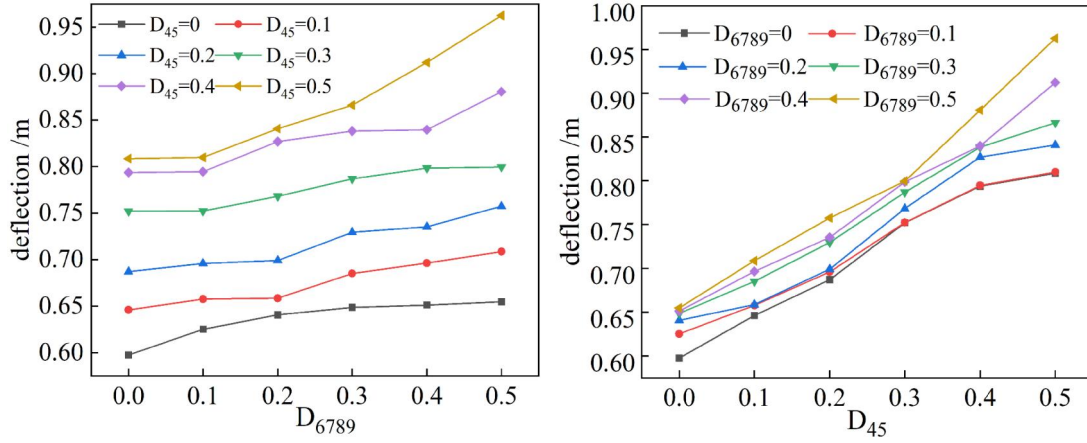 0.95
0.90
0.85
0.80
0.75
0.70
0.65
0.60
deflection /m
D₄₅=0 D₄₅=0.1
D₄₅=0.2 D₄₅=0.3
D₄₅=0.4 D₄₅=0.5
0.0 0.1 0.2 0.3 0.4 0.5
D₆₇₈₉
1.00
0.95
0.90
0.85
0.80
0.75
0.70
0.65
0.60
deflection /m
D₆₇₈₉=0 D₆₇₈₉=0.1
D₆₇₈₉=0.2 D₆₇₈₉=0.3
D₆₇₈₉=0.4 D₆₇₈₉=0.5
0.0 0.1 0.2 0.3 0.4 0.5
D₄₅